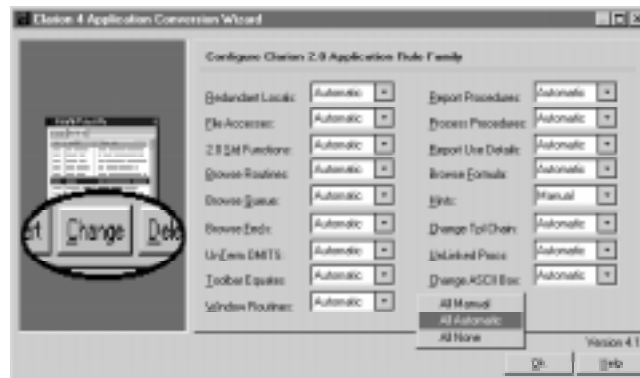 Clarion 4 Application Conversion Wizard
Configure Clarion 2.0 Application Rule Family
Redundant Locals: Automatic
File Accesses: Automatic
2.0 Std Functions: Automatic
Browse Routines: Automatic
Browse Queue: Automatic
Browse Ends: Automatic
Automatic
Toolbar Equates: Automatic
Window Routines: Automatic
Report Procedures: Automatic
Process Procedures: Automatic
Report Use Details: Automatic
Browse Formula: Automatic
Hints: Manual
Change Tpl Chain: Automatic
UnLinked Procs: Automatic
Change ASCII Box: Automatic
All Manual
All Automatic
All None
Change
Version 4.1
Ok
Help